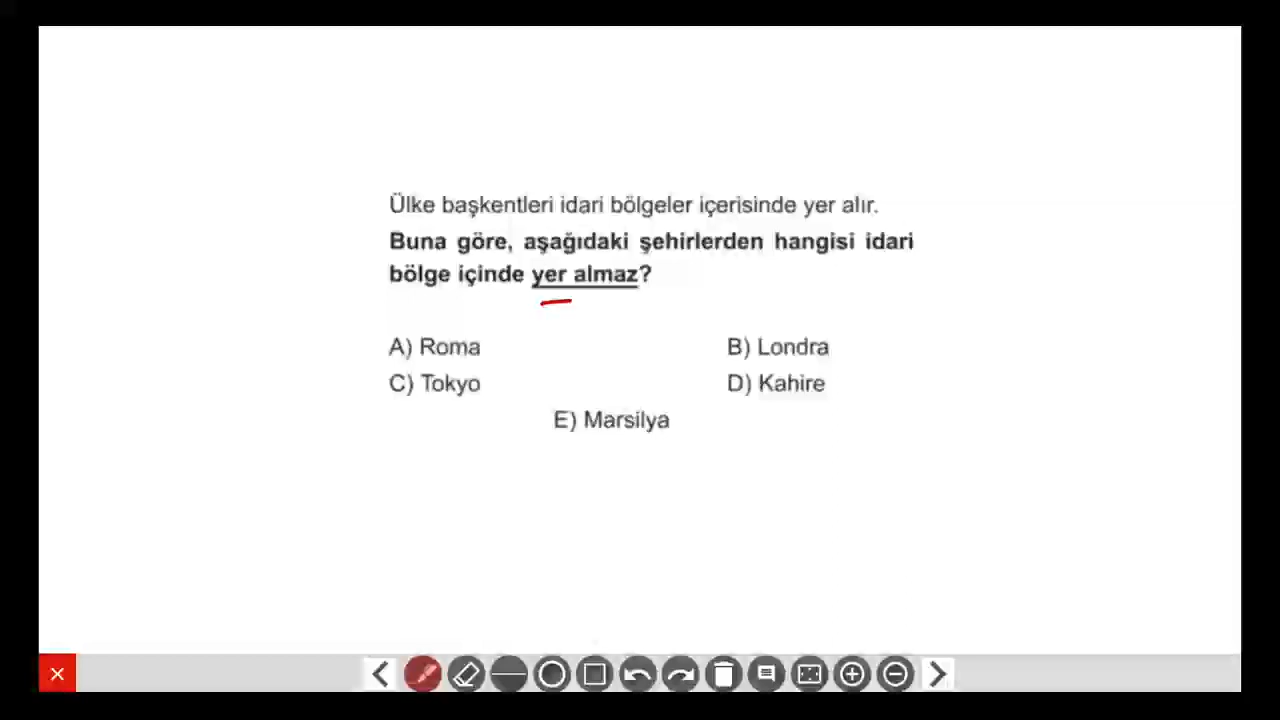 Ülke başkentleri idari bölgeler içerisinde yer alır.
Buna göre, aşağıdaki şehirlerden hangisi idari
bölge içinde yer almaz?
A) Roma
B) Londra
C) Tokyo
D) Kahire
E) Marsilya